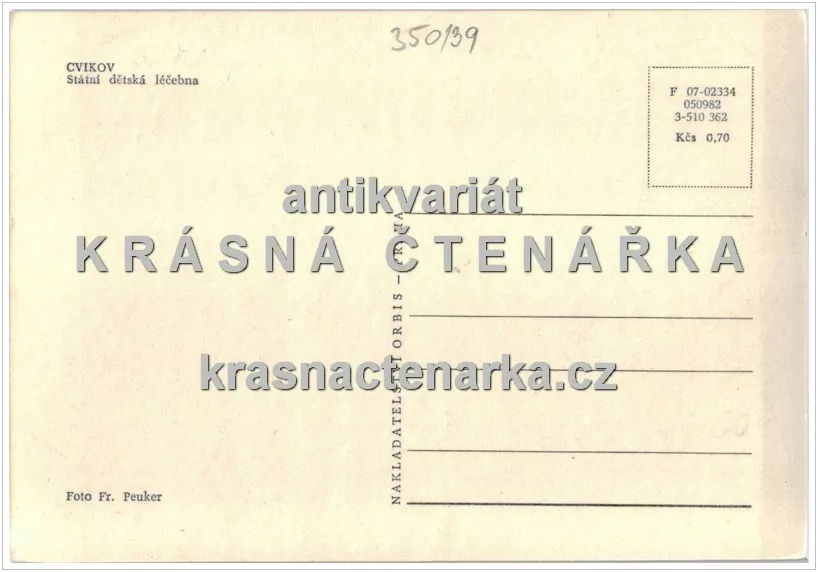 350/39
CVIKOV
Státní dětská léčebna
F 07-02334
050982
3-510 362
Kčs 0,70
antikvariát
KRÁSNÁ ČTENÁŘKA
krasnactenarka.cz
NAKLADATELSTVÍ ORBIS — PRAHA
Foto Fr. Peuker